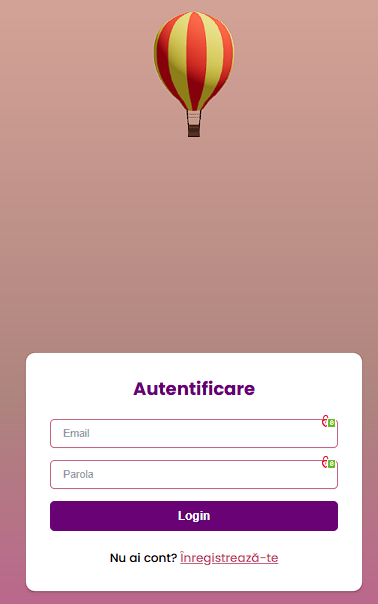 Autentificare
Email
Parola
Login
Nu ai cont? Înregistrează-te